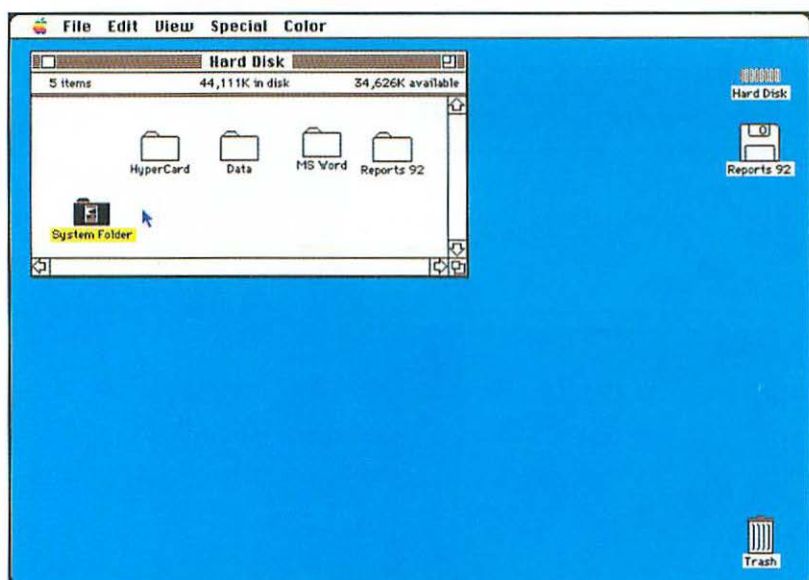 File Edit View Special Color
Hard Disk
5 items 44,111K in disk 34,626K available
HyperCard Data MS Word Reports 92
System Folder
Hard Disk
Reports 92
Trash